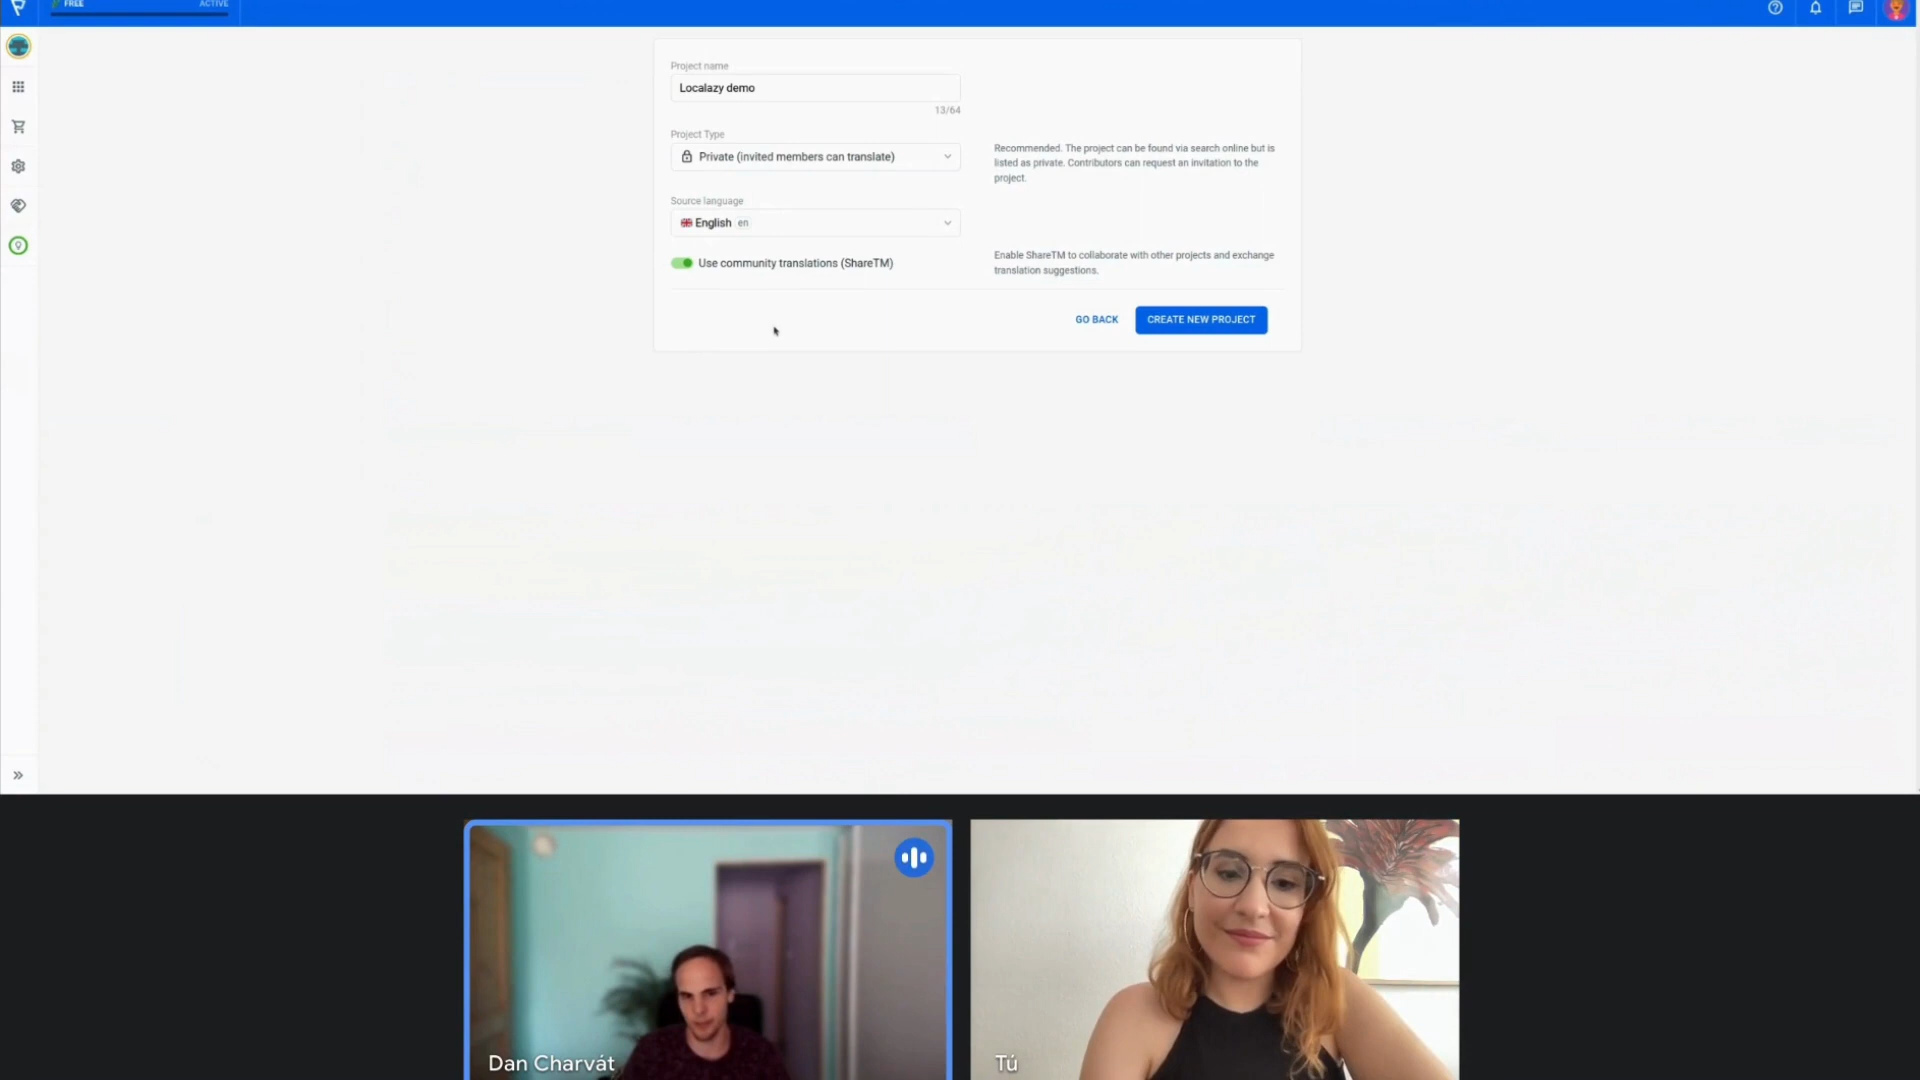 FREE
ACTIVE
Project name
Localazy demo
13/64
Project Type
Private (invited members can translate)
Recommended. The project can be found via search online but is
listed as private. Contributors can request an invitation to the
project.
Source language
English en
Use community translations (ShareTM)
Enable ShareTM to collaborate with other projects and exchange
translation suggestions.
GO BACK
CREATE NEW PROJECT
Dan Charvát
Tú